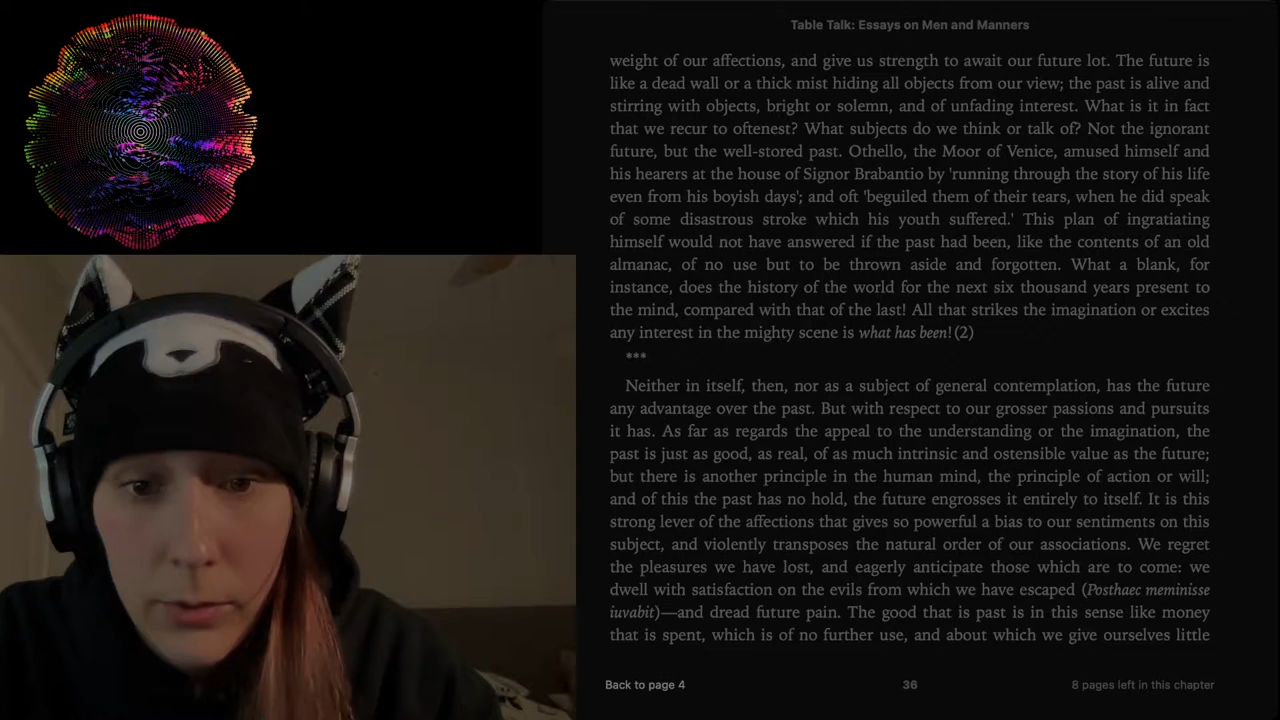 Table Talk: Essays on Men and Manners
weight of our affections, and give us strength to await our future lot. The future is
like a dead wall or a thick mist hiding all objects from our view; the past is alive and
stirring with objects, bright or solemn, and of unfading interest. What is it in fact
that we recur to oftenest? What subjects do we think or talk of? Not the ignorant
future, but the well-stored past. Othello, the Moor of Venice, amused himself and
his hearers at the house of Signor Brabantio by 'running through the story of his life
even from his boyish days'; and oft 'beguiled them of their tears, when he did speak
of some disastrous stroke which his youth suffered.' This plan of ingratiating
himself would not have answered if the past had been, like the contents of an old
almanac, of no use but to be thrown aside and forgotten. What a blank, for
instance, does the history of the world for the next six thousand years present to
the mind, compared with that of the last! All that strikes the imagination or excites
any interest in the mighty scene is what has been! (2)
***
Neither in itself, then, nor as a subject of general contemplation, has the future
any advantage over the past. But with respect to our grosser passions and pursuits
it has. As far as regards the appeal to the understanding or the imagination, the
past is just as good, as real, of as much intrinsic and ostensible value as the future;
but there is another principle in the human mind, the principle of action or will;
and of this the past has no hold, the future engrosses it entirely to itself. It is this
strong lever of the affections that gives so powerful a bias to our sentiments on this
subject, and violently transposes the natural order of our associations. We regret
the pleasures we have lost, and eagerly anticipate those which are to come: we
dwell with satisfaction on the evils from which we have escaped (Posthaec meminisse
iuvabit)—and dread future pain. The good that is past is in this sense like money
that is spent, which is of no further use, and about which we give ourselves little
Back to page 4
36
8 pages left in this chapter